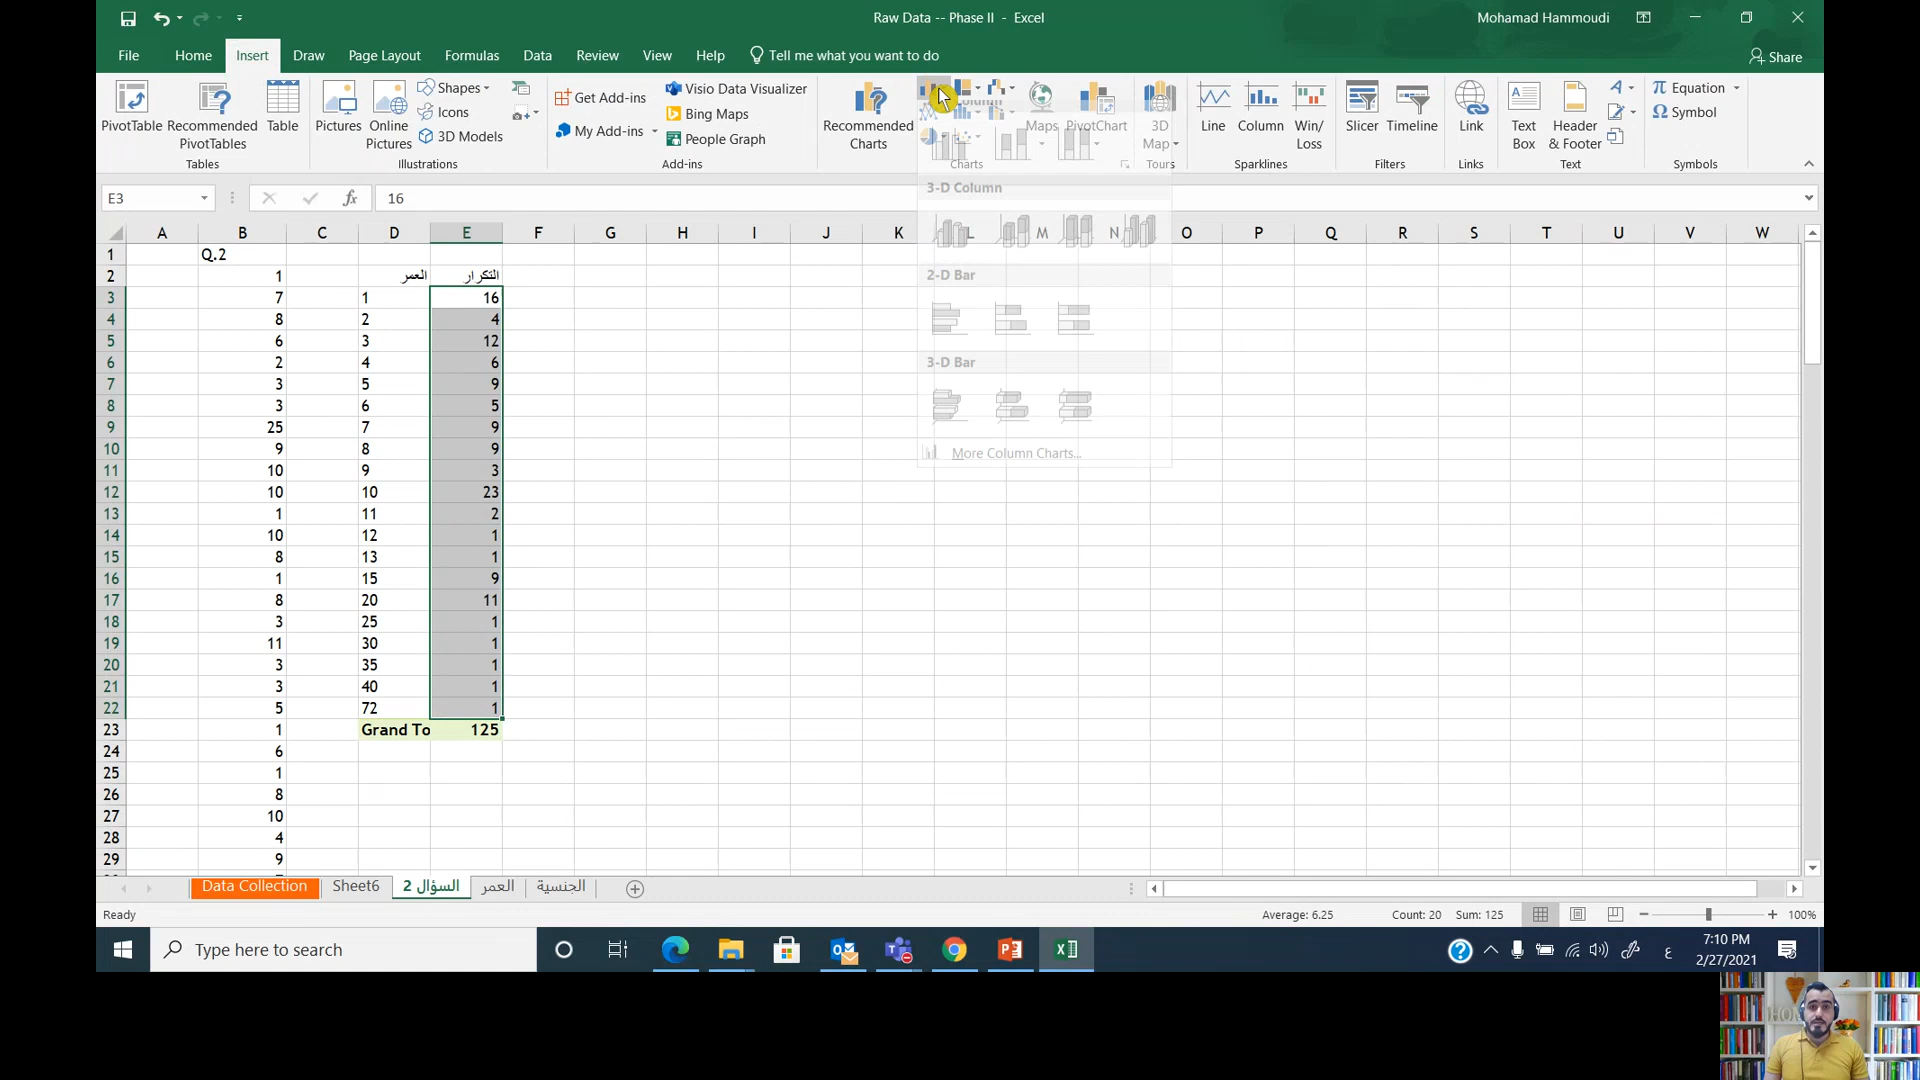 Raw Data -- Phase II - Excel
Mohamad Hammoudi
File Home Insert Draw Page Layout Formulas Data Review View Help Tell me what you want to do Share
PivotTable
Recommended PivotTables
Table
Tables
Pictures
Online Pictures
Shapes
Icons
3D Models
Illustrations
Get Add-ins
My Add-ins
Visio Data Visualizer
Bing Maps
People Graph
Add-ins
Recommended Charts
Maps
PivotChart
Charts
3D Map
Tours
Line
Column
Win/Loss
Sparklines
Slicer
Timeline
Filters
Link
Links
Text Box
Header & Footer
Text
Equation
Symbol
Symbols
3-D Column
2-D Bar
3-D Bar
More Column Charts...
E3 fx 16
A B C D E F G H I J K L M N O P Q R S T U V W
1 Q.2
2 1 العمر التكرار
3 7 1 16
4 8 2 4
5 6 3 12
6 2 4 6
7 3 5 9
8 3 6 5
9 25 7 9
10 9 8 9
11 10 9 3
12 10 10 23
13 1 11 2
14 10 12 1
15 8 13 1
16 1 15 9
17 8 20 11
18 3 25 1
19 11 30 1
20 3 35 1
21 3 40 1
22 5 72 1
23 1 Grand To 125
24 6
25 1
26 8
27 10
28 4
29 9
Data Collection Sheet6 السؤال 2 العمر الجنسية
Ready Average: 6.25 Count: 20 Sum: 125 100%
Type here to search
ع
7:10 PM
2/27/2021